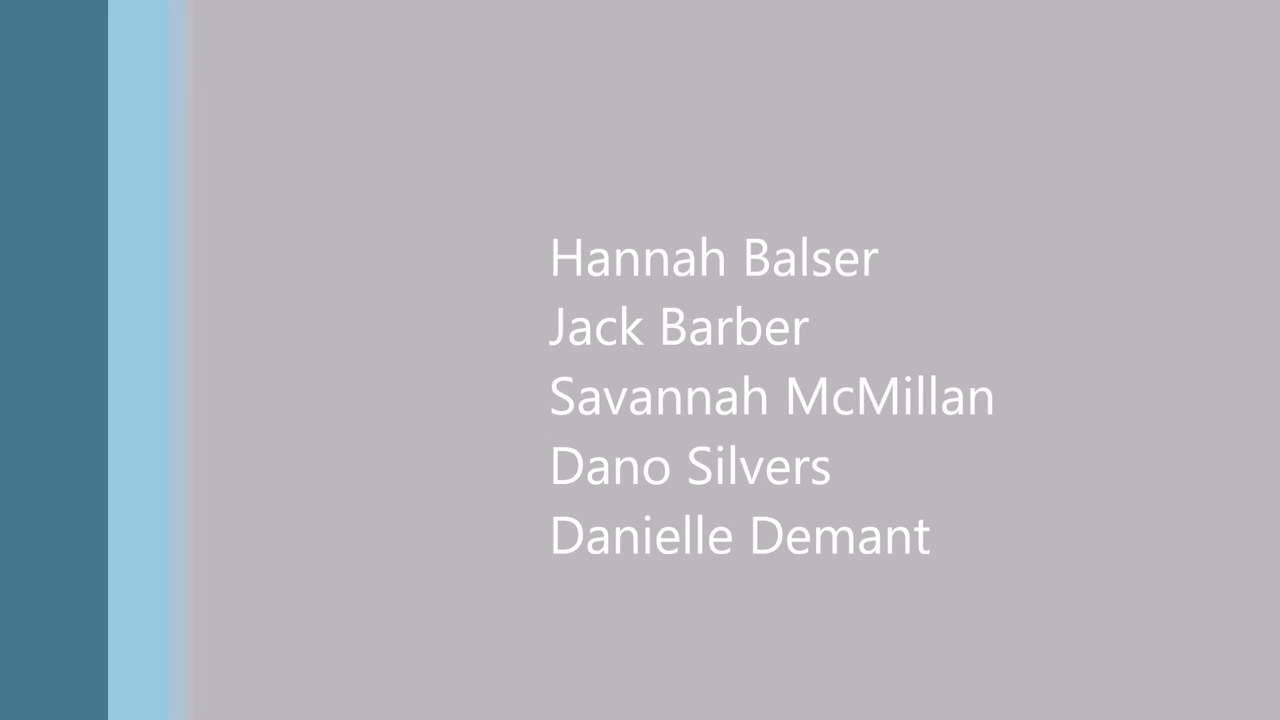 Hannah Balser
Jack Barber
Savannah McMillan
Dano Silvers
Danielle Demant